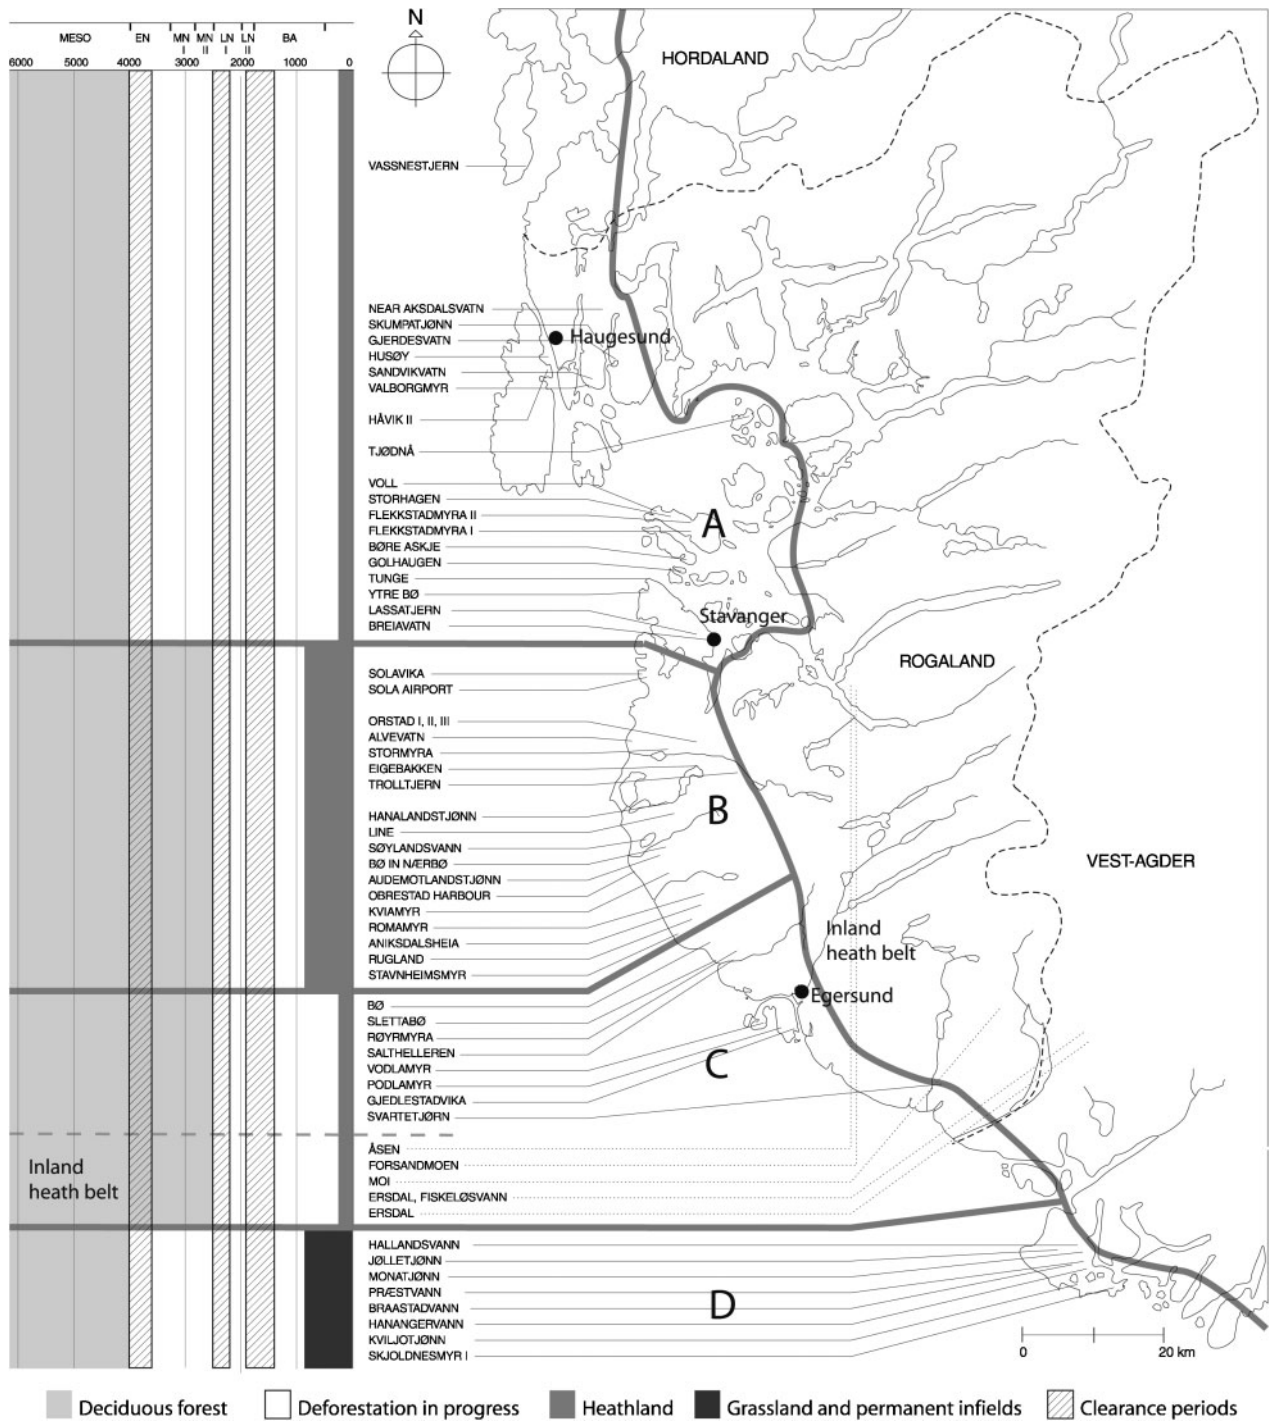 MESO EN MN I MN II LN I LN II BA
6000 5000 4000 3000 2000 1000 0
N
HORDALAND
VASSNESTJERN
NEAR AKSDALSVATN
SKUMPATJØNN
GJERDESVATN
Haugesund
HUSØY
SANDVIKVATN
VALBORGMYR
HÅVIK II
TJØDNÅ
VOLL
STORHAGEN
FLEKKSTADMYRA II
A
FLEKKSTADMYRA I
BØRE ASKJE
GOLHAUGEN
TUNGE
YTRE BØ
LASSATJERN
Stavanger
BREIAVATN
ROGALAND
SOLAVIKA
SOLA AIRPORT
ORSTAD I, II, III
ALVEVATN
STORMYRA
EIGEBAKKEN
TROLLTJERN
B
HANALANDSTJØNN
LINE
SØYLANDSVANN
BØ IN NÆRBØ
VEST-AGDER
AUDEMOTLANDSTJØNN
OBRESTAD HARBOUR
KVIAMYR
ROMAMYR
Inland
heath belt
ANIKSDALSHEIA
RUGLAND
STAVNHEIMSMYR
Egersund
BØ
SLETTABØ
RØYRMYRA
SALTHELLEREN
C
VODLAMYR
PODLAMYR
GJEDLESTADVIKA
SVARTETJØRN
ÅSEN
FORSANDMOEN
Inland
heath belt
MOI
ERSDAL, FISKELØSVANN
ERSDAL
HALLANDSVANN
JØLLETJØNN
MONATJØNN
PRÆSTVANN
D
BRAASTADVANN
HANANGERVANN
KVILJOTJØNN
SKJOLDNESMYR I
0 20 km
Deciduous forest Deforestation in progress Heathland Grassland and permanent infields Clearance periods